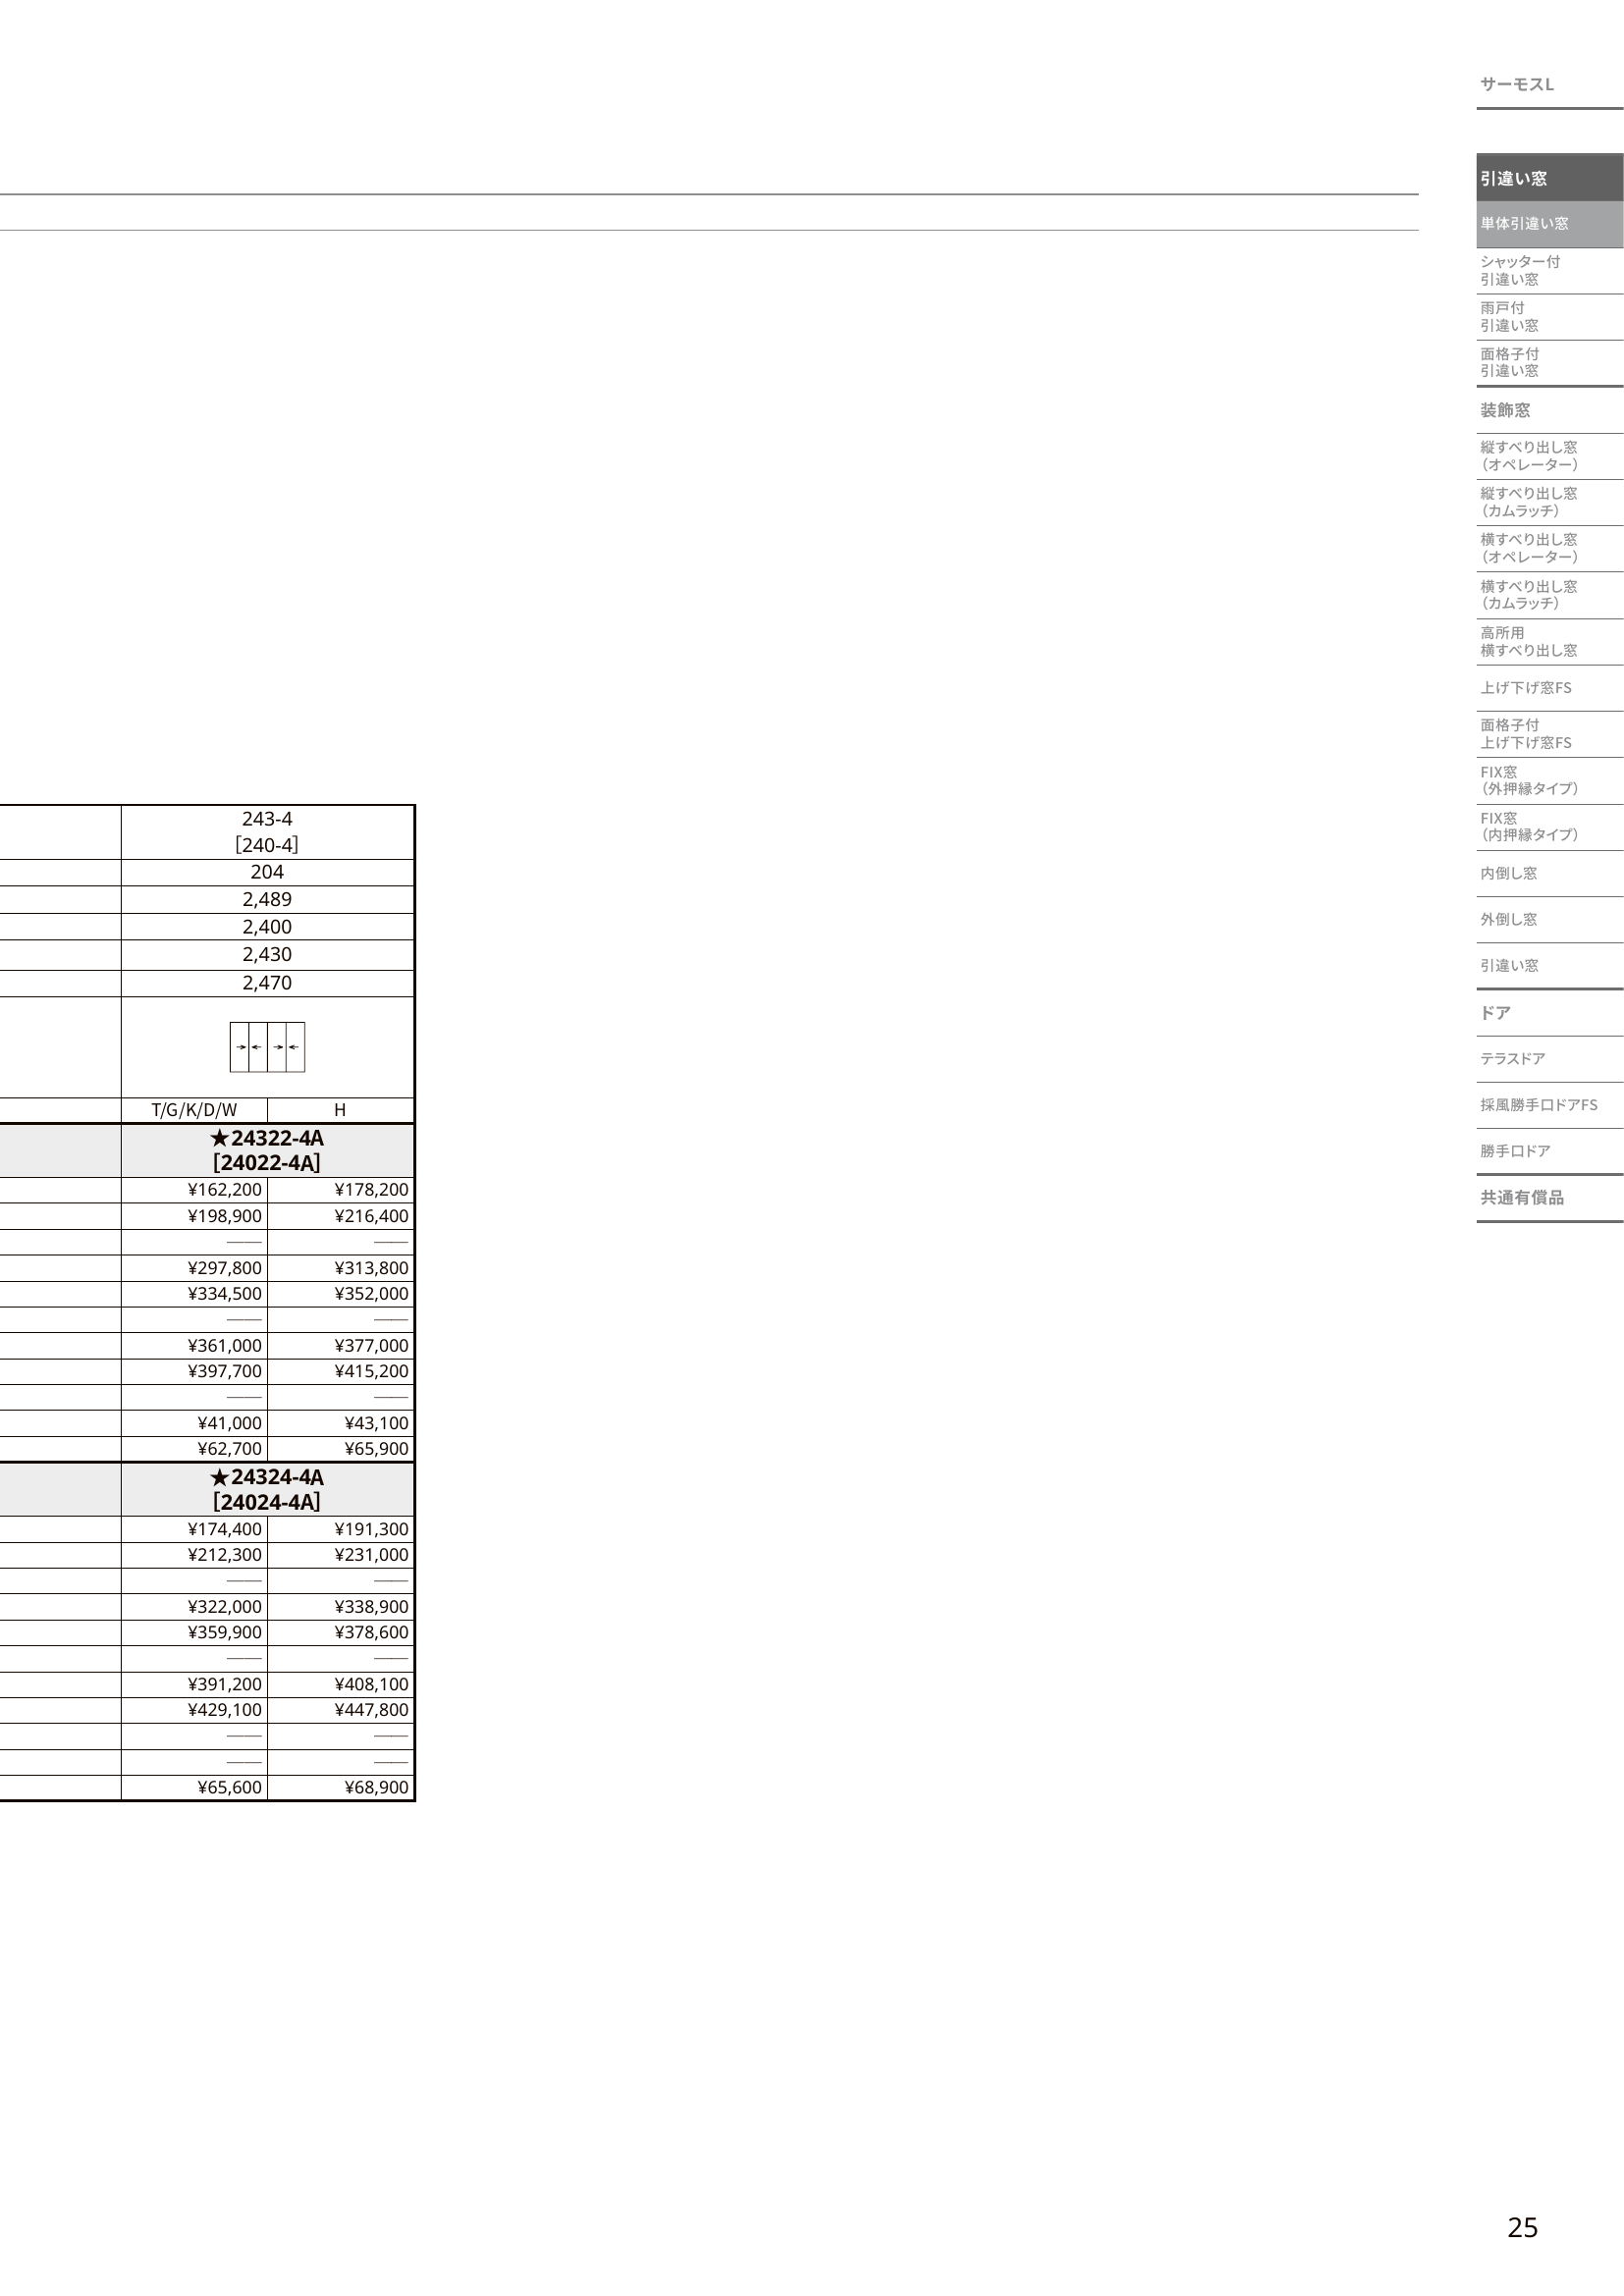 サーモスL
引違い窓
単体引違い窓
シャッター付
引違い窓
雨戸付
引違い窓
面格子付
引違い窓
装飾窓
縦すべり出し窓
（オペレーター）
縦すべり出し窓
（カムラッチ）
横すべり出し窓
（オペレーター）
横すべり出し窓
（カムラッチ）
高所用
横すべり出し窓
上げ下げ窓FS
面格子付
上げ下げ窓FS
FIX窓
（外押縁タイプ）
FIX窓
（内押縁タイプ）
内倒し窓
外倒し窓
引違い窓
ドア
テラスドア
採風勝手口ドアFS
勝手口ドア
共通有償品
243-4
［240-4］
204
2,489
2,400
2,430
2,470
T/G/K/D/W H
★24322-4A
［24022-4A］
¥162,200 ¥178,200
¥198,900 ¥216,400
—— ——
¥297,800 ¥313,800
¥334,500 ¥352,000
—— ——
¥361,000 ¥377,000
¥397,700 ¥415,200
—— ——
¥41,000 ¥43,100
¥62,700 ¥65,900
★24324-4A
［24024-4A］
¥174,400 ¥191,300
¥212,300 ¥231,000
—— ——
¥322,000 ¥338,900
¥359,900 ¥378,600
—— ——
¥391,200 ¥408,100
¥429,100 ¥447,800
—— ——
—— ——
¥65,600 ¥68,900
25